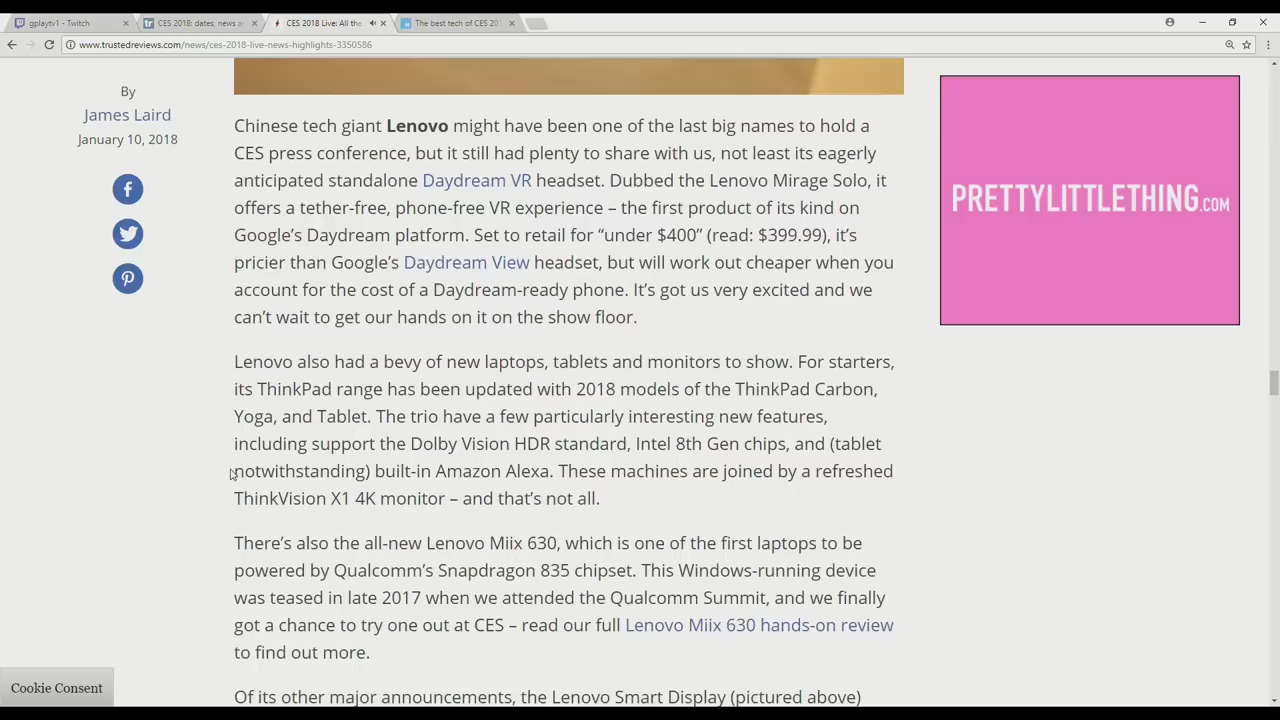 gplaytv1 - Twitch
CES 2018: dates, news a
CES 2018 Live: All the
The best tech of CES 201
www.trustedreviews.com/news/ces-2018-live-news-highlights-3350586
By
James Laird
January 10, 2018
Chinese tech giant Lenovo might have been one of the last big names to hold a
CES press conference, but it still had plenty to share with us, not least its eagerly
anticipated standalone Daydream VR headset. Dubbed the Lenovo Mirage Solo, it
offers a tether-free, phone-free VR experience – the first product of its kind on
Google’s Daydream platform. Set to retail for “under $400” (read: $399.99), it’s
pricier than Google’s Daydream View headset, but will work out cheaper when you
account for the cost of a Daydream-ready phone. It’s got us very excited and we
can’t wait to get our hands on it on the show floor.
Lenovo also had a bevy of new laptops, tablets and monitors to show. For starters,
its ThinkPad range has been updated with 2018 models of the ThinkPad Carbon,
Yoga, and Tablet. The trio have a few particularly interesting new features,
including support the Dolby Vision HDR standard, Intel 8th Gen chips, and (tablet
notwithstanding) built-in Amazon Alexa. These machines are joined by a refreshed
ThinkVision X1 4K monitor – and that’s not all.
There’s also the all-new Lenovo Miix 630, which is one of the first laptops to be
powered by Qualcomm’s Snapdragon 835 chipset. This Windows-running device
was teased in late 2017 when we attended the Qualcomm Summit, and we finally
got a chance to try one out at CES – read our full Lenovo Miix 630 hands-on review
to find out more.
Of its other major announcements, the Lenovo Smart Display (pictured above)
PRETTYLITTLETHING.COM
Cookie Consent